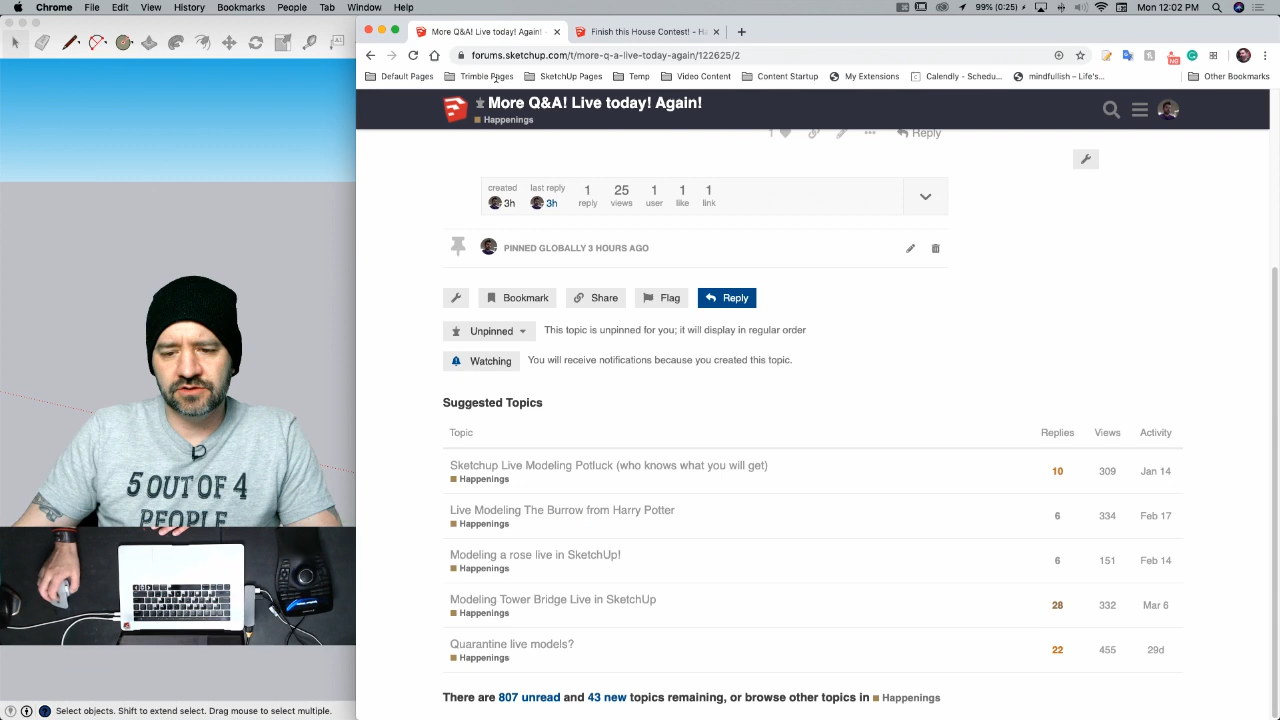 Chrome File Edit View History Bookmarks People Tab Window Help
99% (0:25) Mon 12:02 PM
More Q&A! Live today! Again! -
Finish this House Contest! - Ha
forums.sketchup.com/t/more-q-a-live-today-again/122625/2
NG
Default Pages Trimble Pages SketchUp Pages Temp Video Content Content Startup My Extensions Calendly - Schedu... mindfullish – Life's... Other Bookmarks
More Q&A! Live today! Again!
Happenings
1 Reply
created last reply 1 25 1 1 1
3h 3h reply views user like link
PINNED GLOBALLY 3 HOURS AGO
Bookmark Share Flag Reply
Unpinned This topic is unpinned for you; it will display in regular order
Watching You will receive notifications because you created this topic.
Suggested Topics
Topic Replies Views Activity
Sketchup Live Modeling Potluck (who knows what you will get) 10 309 Jan 14
Happenings
Live Modeling The Burrow from Harry Potter 6 334 Feb 17
Happenings
Modeling a rose live in SketchUp! 6 151 Feb 14
Happenings
Modeling Tower Bridge Live in SketchUp 28 332 Mar 6
Happenings
Quarantine live models? 22 455 29d
Happenings
There are 807 unread and 43 new topics remaining, or browse other topics in Happenings
5 OUT OF 4
PEOPLE
Select objects. Shift to extend select. Drag mouse to select multiple.